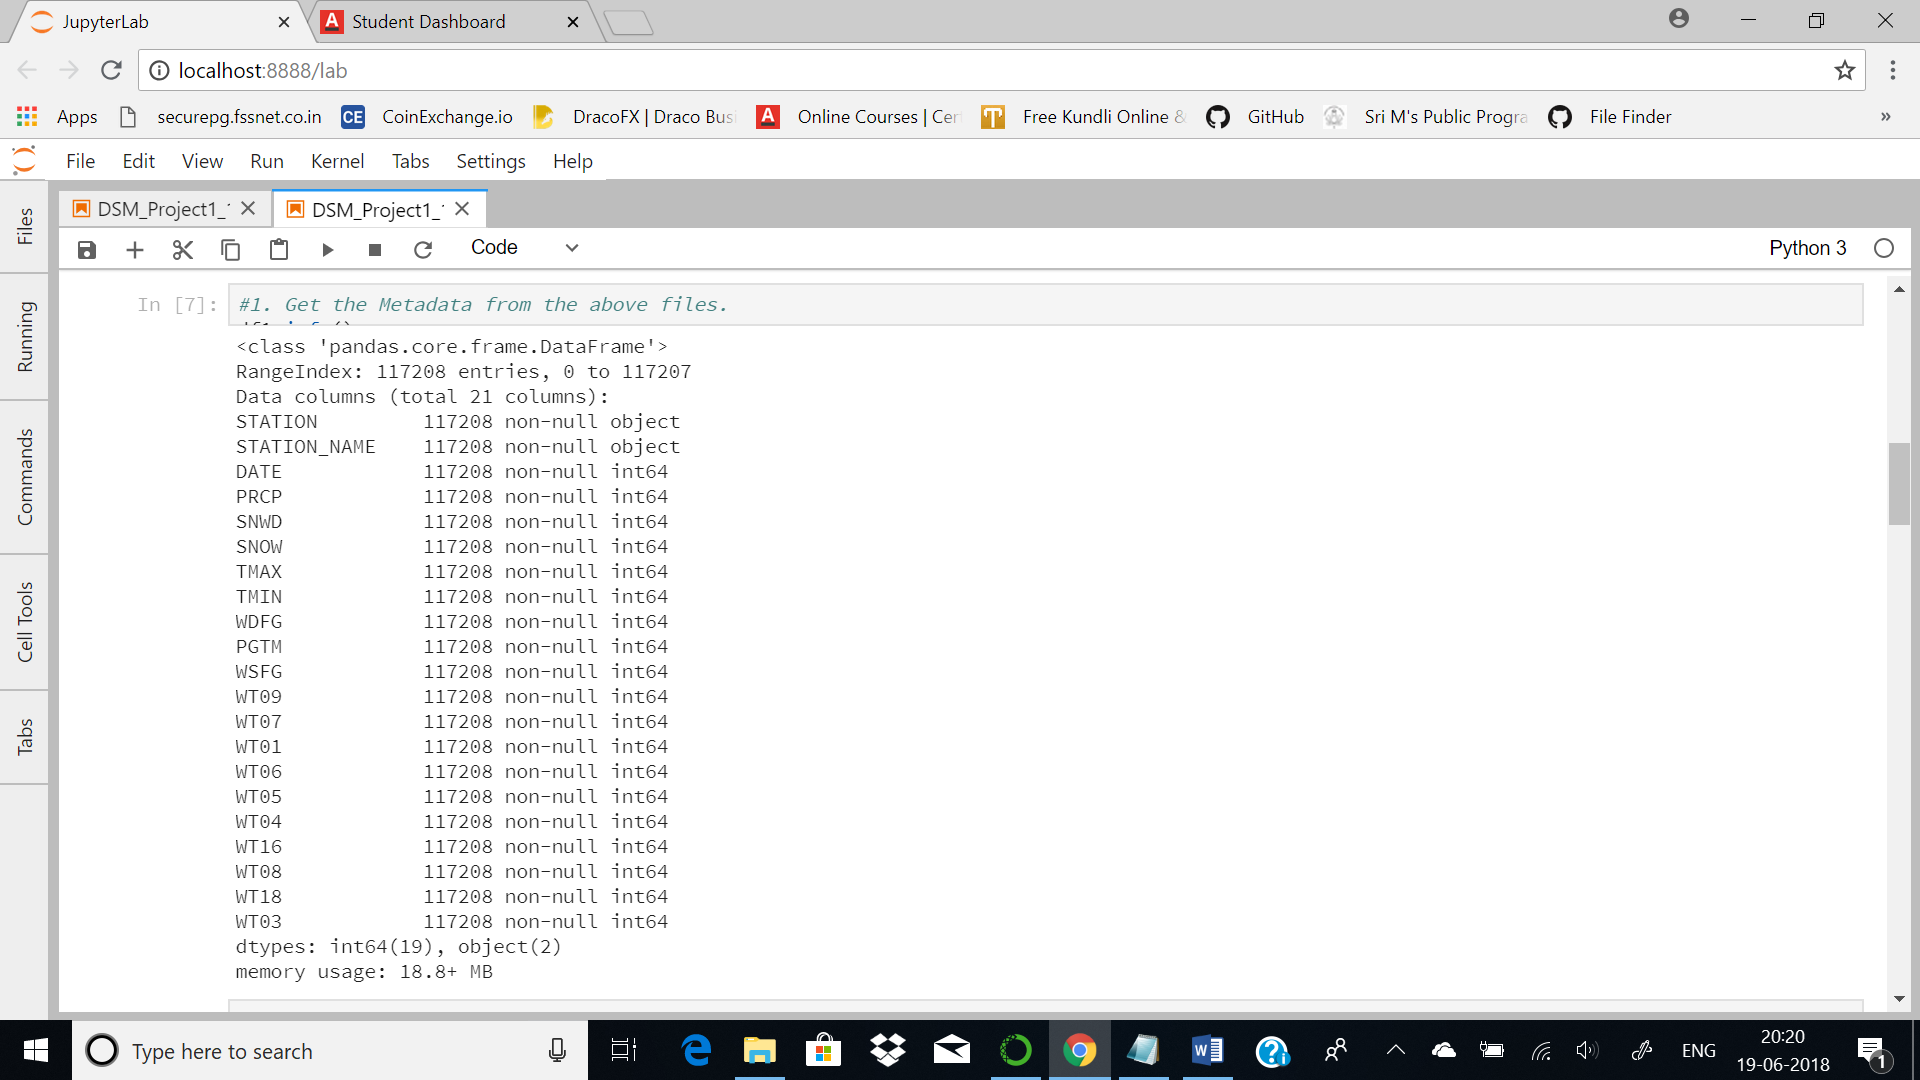 JupyterLab
Student Dashboard
localhost:8888/lab
Apps securepg.fssnet.co.in CE CoinExchange.io DracoFX | Draco Busi A Online Courses | Cer Free Kundli Online & GitHub Sri M's Public Progra File Finder »
File Edit View Run Kernel Tabs Settings Help
Files
Running
Commands
Cell Tools
Tabs
DSM_Project1_
DSM_Project1_
Code
Python 3
In [7]: #1. Get the Metadata from the above files.
<class 'pandas.core.frame.DataFrame'>
RangeIndex: 117208 entries, 0 to 117207
Data columns (total 21 columns):
STATION 117208 non-null object
STATION_NAME 117208 non-null object
DATE 117208 non-null int64
PRCP 117208 non-null int64
SNWD 117208 non-null int64
SNOW 117208 non-null int64
TMAX 117208 non-null int64
TMIN 117208 non-null int64
WDFG 117208 non-null int64
PGTM 117208 non-null int64
WSFG 117208 non-null int64
WT09 117208 non-null int64
WT07 117208 non-null int64
WT01 117208 non-null int64
WT06 117208 non-null int64
WT05 117208 non-null int64
WT04 117208 non-null int64
WT16 117208 non-null int64
WT08 117208 non-null int64
WT18 117208 non-null int64
WT03 117208 non-null int64
dtypes: int64(19), object(2)
memory usage: 18.8+ MB
Type here to search
ENG
20:20
19-06-2018
1